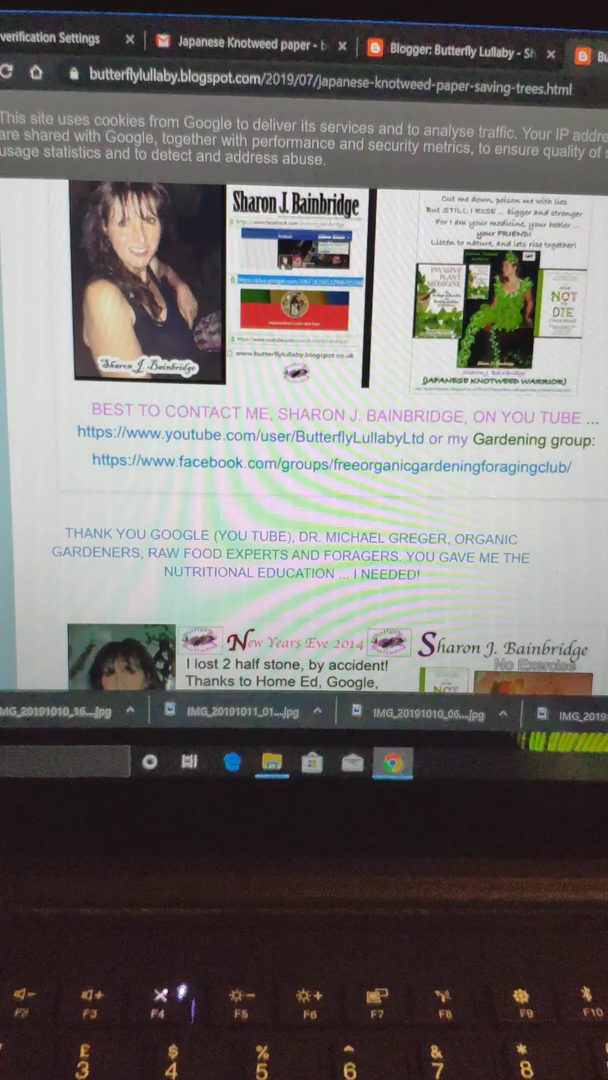 verification Settings
Japanese Knotweed paper - b
Blogger: Butterfly Lullaby - Sh
Bu
butterflylullaby.blogspot.com/2019/07/japanese-knotweed-paper-saving-trees.html
This site uses cookies from Google to deliver its services and to analyse traffic. Your IP addre
are shared with Google, together with performance and security metrics, to ensure quality of s
usage statistics and to detect and address abuse.
Sharon J. Bainbridge
Sharon J. Bainbridge
www.butterflylullaby.blogspot.co.uk
Cut me down, poison me with lies
But STILL I RISE ... bigger and stronger
For I am your medicine, your healer ...
your FRIEND!
Listen to nature, and lets rise together!
INVASIVE
PLANT
MEDICINE
NOT
TO
DIE
(JAPANESE KNOTWEED WARRIOR)
BEST TO CONTACT ME, SHARON J. BAINBRIDGE, ON YOU TUBE ...
https://www.youtube.com/user/ButterflyLullabyLtd or my Gardening group:
https://www.facebook.com/groups/freeorganicgardeningforagingclub/
THANK YOU GOOGLE (YOU TUBE), DR. MICHAEL GREGER, ORGANIC
GARDENERS, RAW FOOD EXPERTS AND FORAGERS. YOU GAVE ME THE
NUTRITIONAL EDUCATION ... I NEEDED!
New Years Eve 2014
Sharon J. Bainbridge
I lost 2 half stone, by accident!
No Exercise
Thanks to Home Ed, Google,
NOT
MG_20191010_16....jpg
IMG_20191011_01....jpg
IMG_20191010_06....jpg
IMG_2019
F2
F3
F4
F5
F6
F7
F8
F9
F10
£
3
$
4
%
5
^
6
&
7
*
8